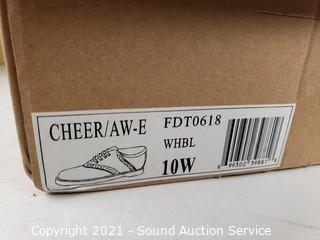 CHEER/AW-E
FDT0618
WHBL
10W
Copyright 2021 - Sound Auction Service